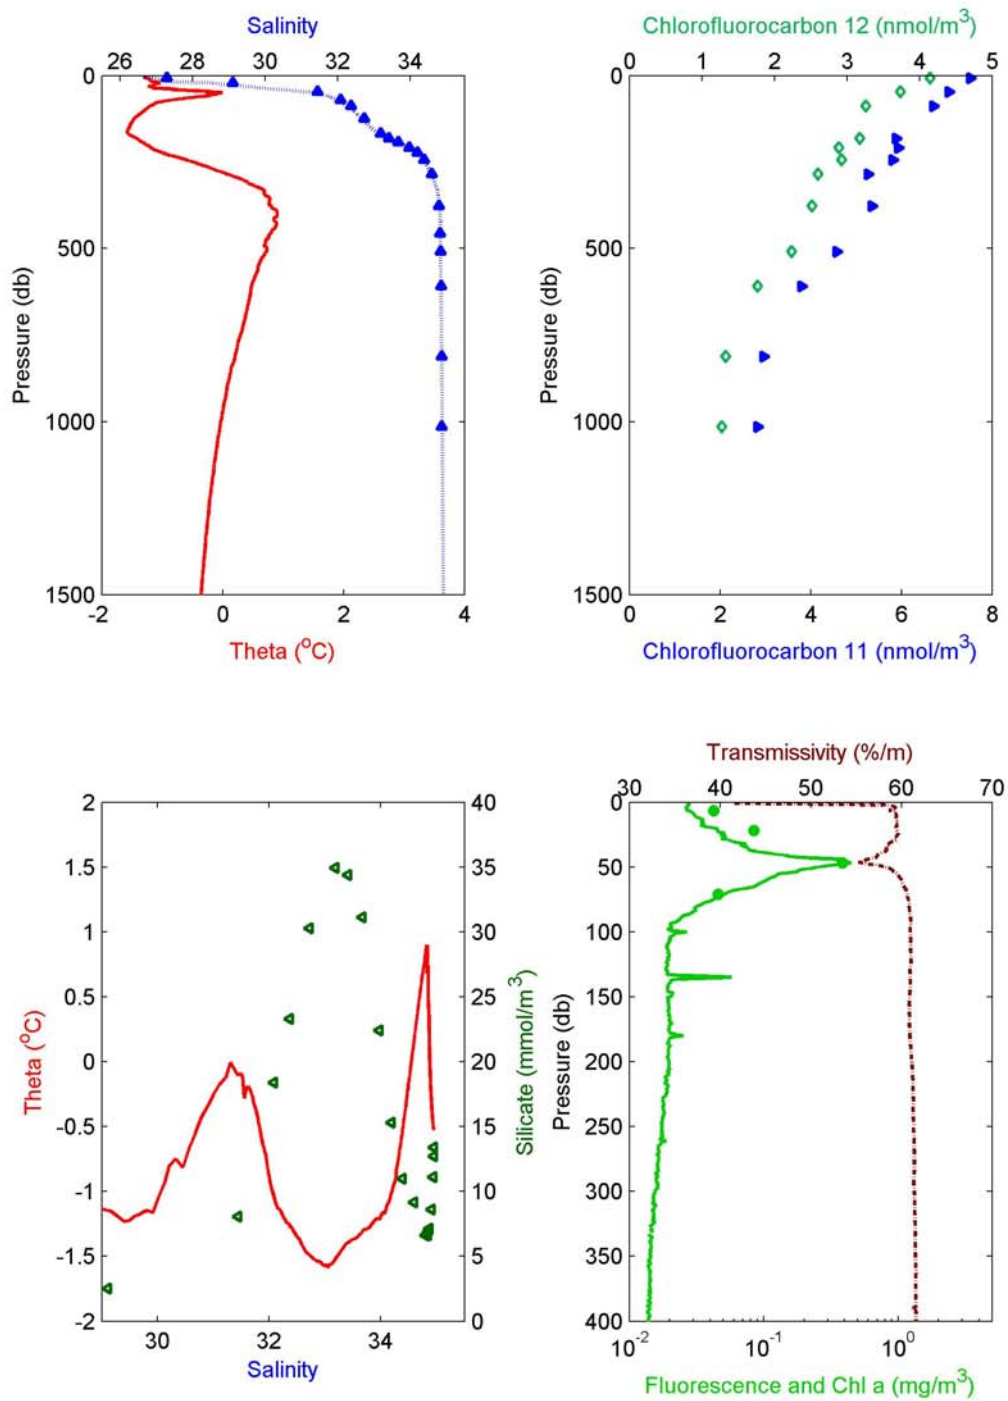 Salinity
26 28 30 32 34
0
500
1000
1500
Pressure (db)
-2 0 2 4
Theta (°C)
Chlorofluorocarbon 12 (nmol/m³)
0 1 2 3 4 5
0
500
1000
1500
Pressure (db)
0 2 4 6 8
Chlorofluorocarbon 11 (nmol/m³)
2
1.5
1
0.5
0
-0.5
-1
-1.5
-2
Theta (°C)
40
35
30
25
20
15
10
5
0
Silicate (mmol/m³)
30 32 34
Salinity
Transmissivity (%/m)
30 40 50 60 70
0
50
100
150
200
250
300
350
400
Pressure (db)
10⁻² 10⁻¹ 10⁰
Fluorescence and Chl a (mg/m³)